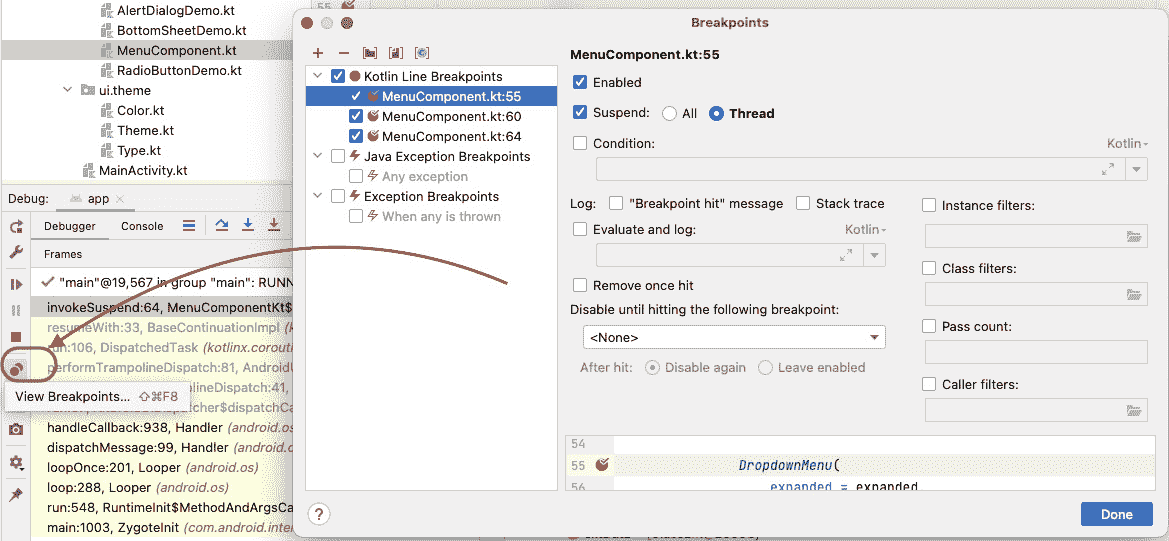 AlertDialogDemo.kt
BottomSheetDemo.kt
MenuComponent.kt
RadioButtonDemo.kt
ui.theme
Color.kt
Theme.kt
Type.kt
MainActivity.kt
Debug: app
Debugger Console
Frames
"main"@19,567 in group "main": RUNN
invokeSuspend:64, MenuComponentKt$
resumeWith:33, BaseContinuationImpl (k
run:106, DispatchedTask (kotlinx.corouti
performTrampolineDispatch:81, AndroidU
View Breakpoints... ⇧⌘F8
handleCallback:938, Handler (android.os
dispatchMessage:99, Handler (android.o
loopOnce:201, Looper (android.os)
loop:288, Looper (android.os)
run:548, RuntimeInit$MethodAndArgsCa
main:1003, ZygoteInit (com.android.inter
55
Breakpoints
Kotlin Line Breakpoints
MenuComponent.kt:55
MenuComponent.kt:60
MenuComponent.kt:64
Java Exception Breakpoints
Any exception
Exception Breakpoints
When any is thrown
MenuComponent.kt:55
Enabled
Suspend: All Thread
Condition: Kotlin
Log: "Breakpoint hit" message Stack trace
Evaluate and log: Kotlin
Remove once hit
Disable until hitting the following breakpoint:
<None>
After hit: Disable again Leave enabled
Instance filters:
Class filters:
Pass count:
Caller filters:
54
55 DropdownMenu(
56 expanded = expanded
? Done